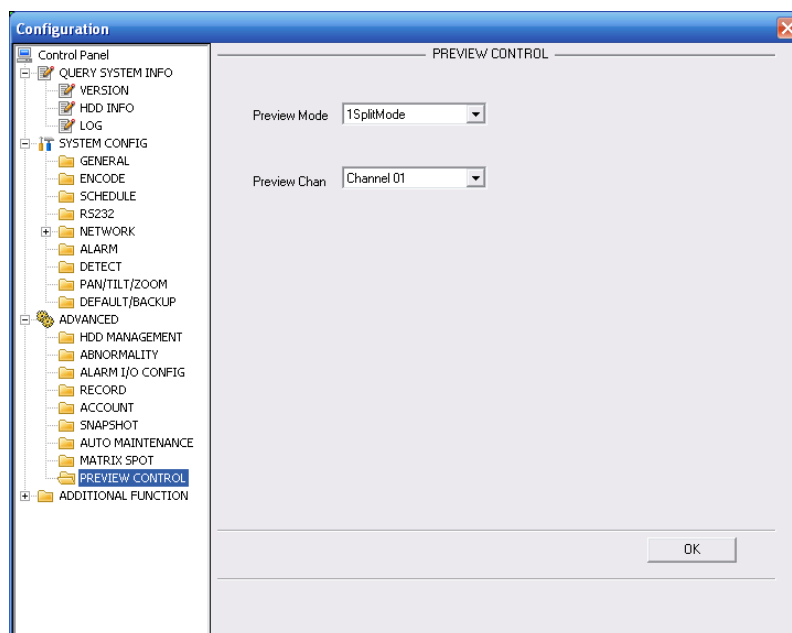 Configuration
Control Panel
QUERY SYSTEM INFO
VERSION
HDD INFO
LOG
SYSTEM CONFIG
GENERAL
ENCODE
SCHEDULE
RS232
NETWORK
ALARM
DETECT
PAN/TILT/ZOOM
DEFAULT/BACKUP
ADVANCED
HDD MANAGEMENT
ABNORMALITY
ALARM I/O CONFIG
RECORD
ACCOUNT
SNAPSHOT
AUTO MAINTENANCE
MATRIX SPOT
PREVIEW CONTROL
ADDITIONAL FUNCTION
PREVIEW CONTROL
Preview Mode 1SplitMode
Preview Chan Channel 01
OK